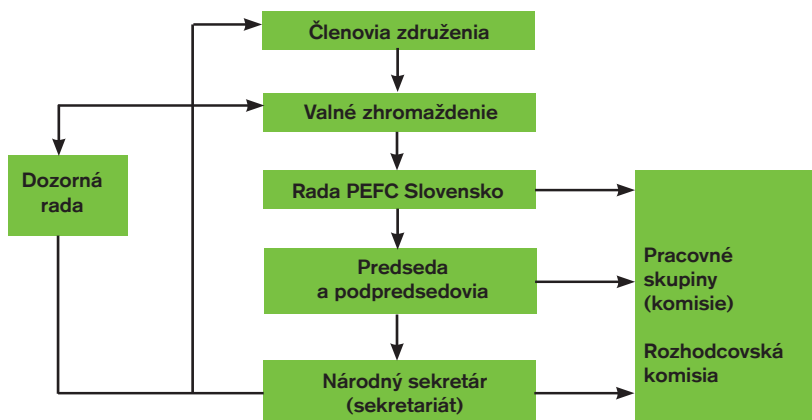 Členovia združenia
Valné zhromaždenie
Dozorná
rada
Rada PEFC Slovensko
Predseda
a podpredsedovia
Pracovné
skupiny
(komisie)
Rozhodcovská
komisia
Národný sekretár
(sekretariát)